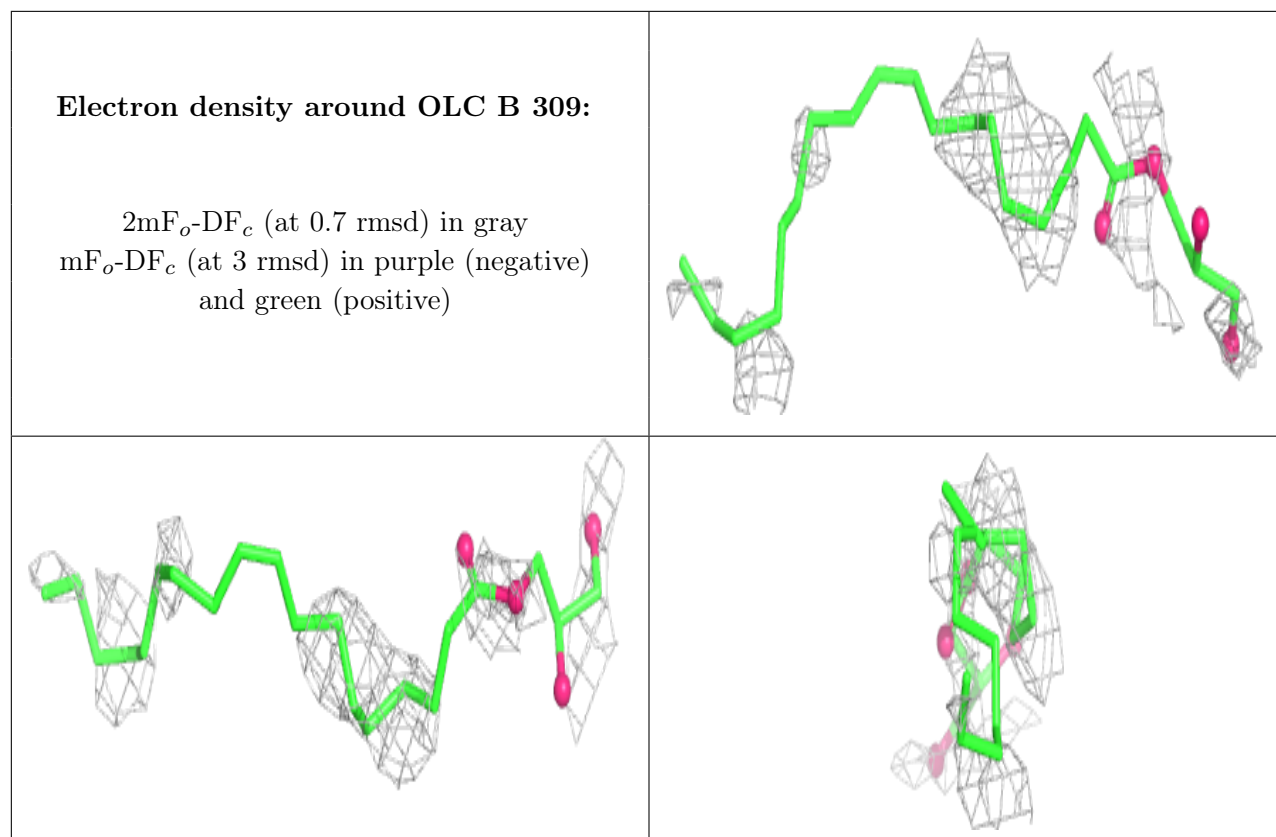 Electron density around OLC B 309:
2mFₒ-DF𝒸 (at 0.7 rmsd) in gray
mFₒ-DF𝒸 (at 3 rmsd) in purple (negative)
and green (positive)